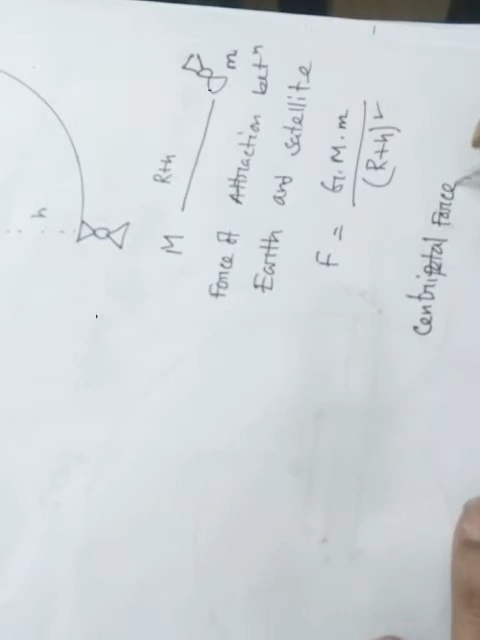 h
M R+h m
Force of Attraction betⁿ
Earth and satellite
F = G.M.m
(R+h)²
Centripetal Force